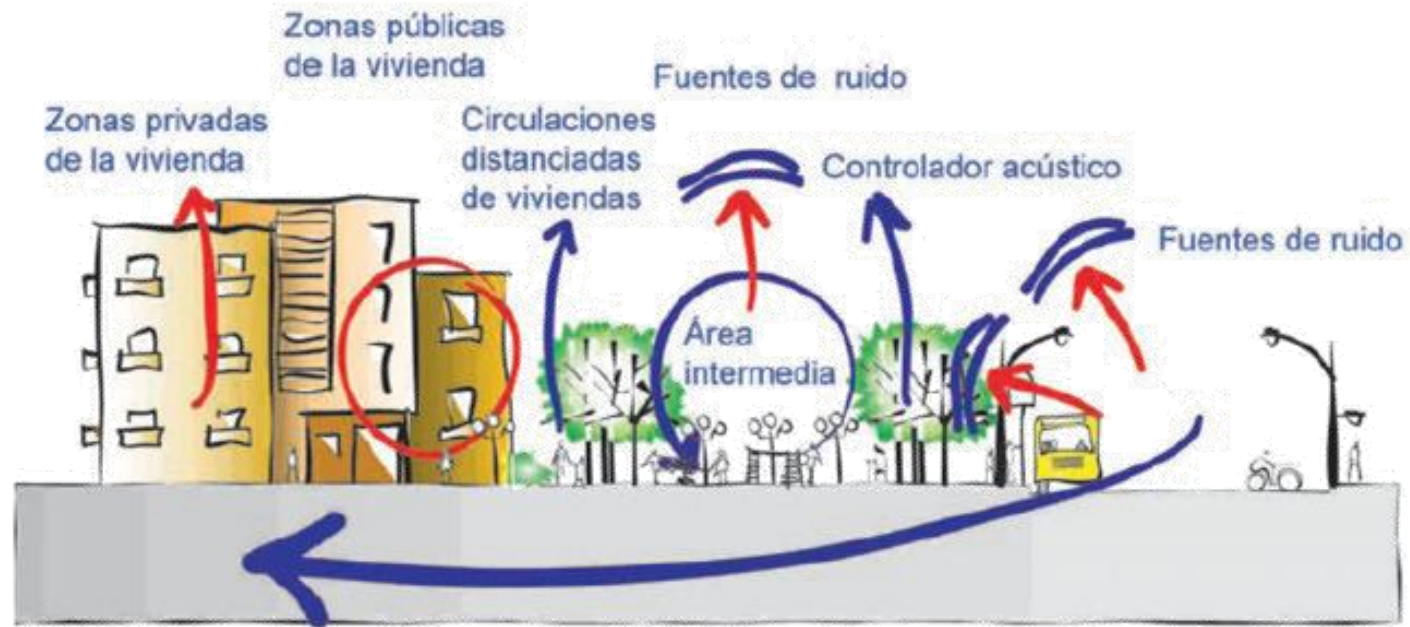 Zonas públicas
de la vivienda
Fuentes de ruido
Zonas privadas
de la vivienda
Circulaciones
distanciadas
de viviendas
Controlador acústico
Fuentes de ruido
Área
intermedia